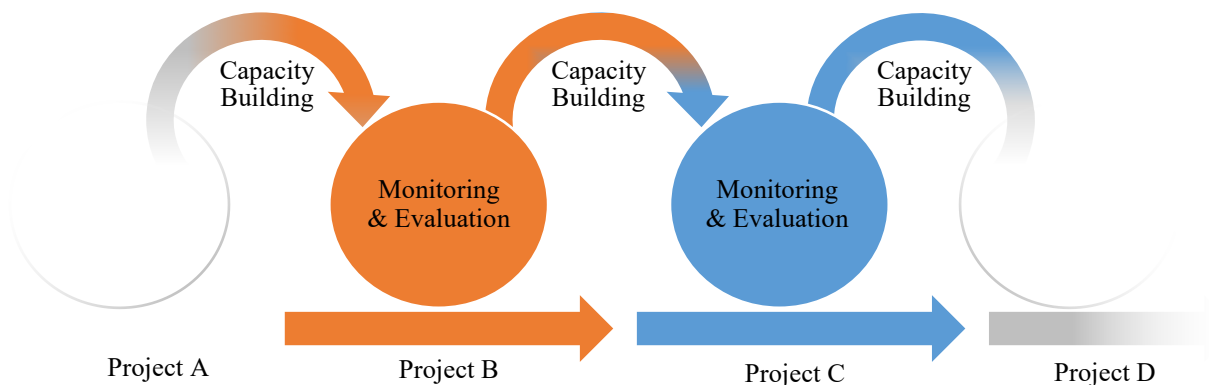 Capacity
Building
Capacity
Building
Capacity
Building
Monitoring
& Evaluation
Monitoring
& Evaluation
Project A
Project B
Project C
Project D